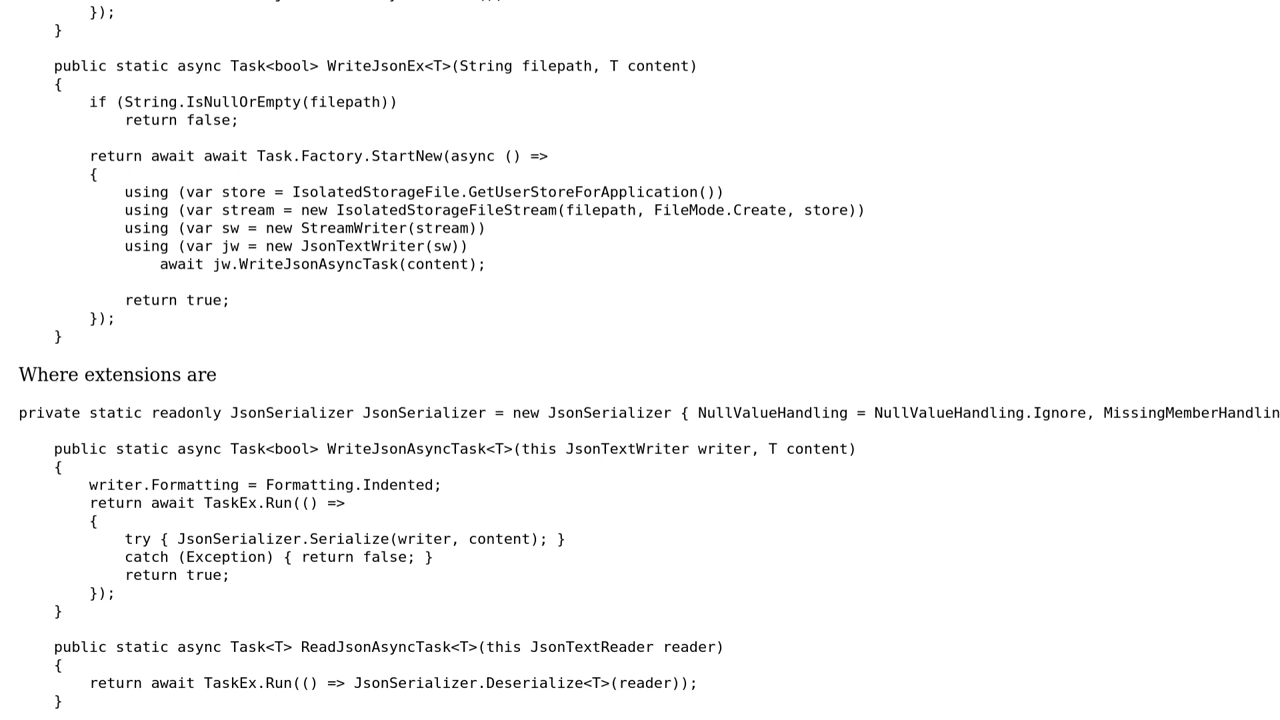 });
}
public static async Task<bool> WriteJsonEx<T>(String filepath, T content)
{
if (String.IsNullOrEmpty(filepath))
return false;
return await await Task.Factory.StartNew(async () =>
{
using (var store = IsolatedStorageFile.GetUserStoreForApplication())
using (var stream = new IsolatedStorageFileStream(filepath, FileMode.Create, store))
using (var sw = new StreamWriter(stream))
using (var jw = new JsonTextWriter(sw))
await jw.WriteJsonAsyncTask(content);
return true;
});
}
Where extensions are
private static readonly JsonSerializer JsonSerializer = new JsonSerializer { NullValueHandling = NullValueHandling.Ignore, MissingMemberHandlin
public static async Task<bool> WriteJsonAsyncTask<T>(this JsonTextWriter writer, T content)
{
writer.Formatting = Formatting.Indented;
return await TaskEx.Run(() =>
{
try { JsonSerializer.Serialize(writer, content); }
catch (Exception) { return false; }
return true;
});
}
public static async Task<T> ReadJsonAsyncTask<T>(this JsonTextReader reader)
{
return await TaskEx.Run(() => JsonSerializer.Deserialize<T>(reader));
}